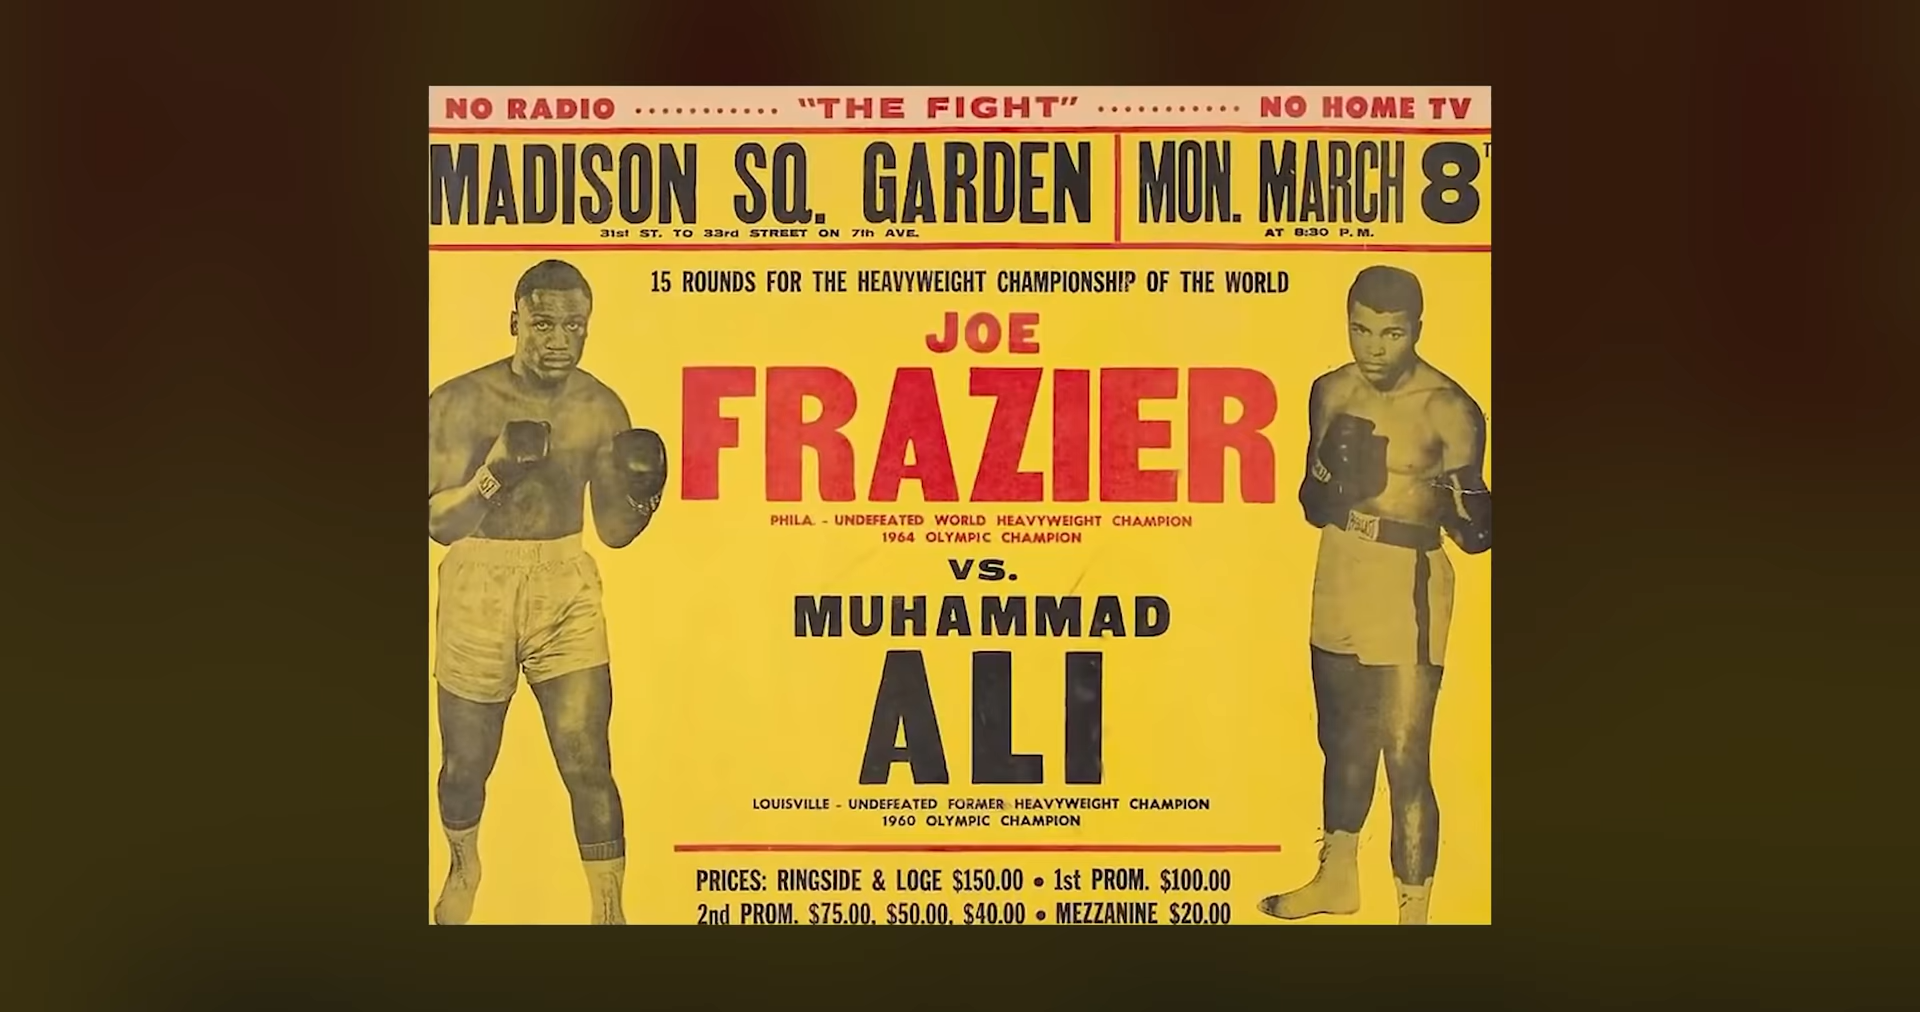 NO RADIO ........... "THE FIGHT" ........... NO HOME TV
MADISON SQ. GARDEN
31st ST. TO 33rd STREET ON 7th AVE.
MON. MARCH 8T
AT 8:30 P.M.
15 ROUNDS FOR THE HEAVYWEIGHT CHAMPIONSHIP OF THE WORLD
JOE
FRAZIER
PHILA. - UNDEFEATED WORLD HEAVYWEIGHT CHAMPION
1964 OLYMPIC CHAMPION
VS.
MUHAMMAD
ALI
LOUISVILLE - UNDEFEATED FORMER HEAVYWEIGHT CHAMPION
1960 OLYMPIC CHAMPION
PRICES: RINGSIDE & LOGE $150.00 • 1st PROM. $100.00
2nd PROM. $75.00, $50.00, $40.00 • MEZZANINE $20.00